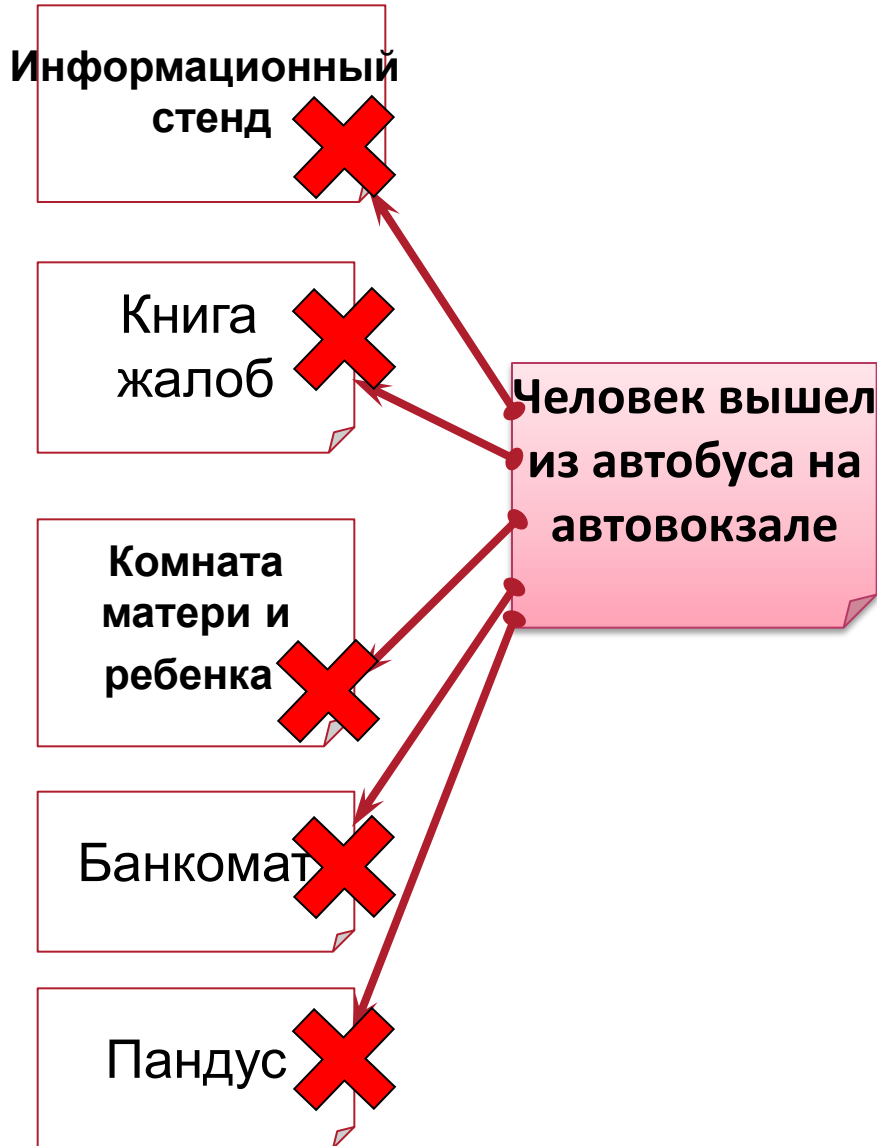 Информационный
стенд
Книга
жалоб
Комната
матери и
ребенка
Банкомат
Пандус
Человек вышел
из автобуса на
автовокзале